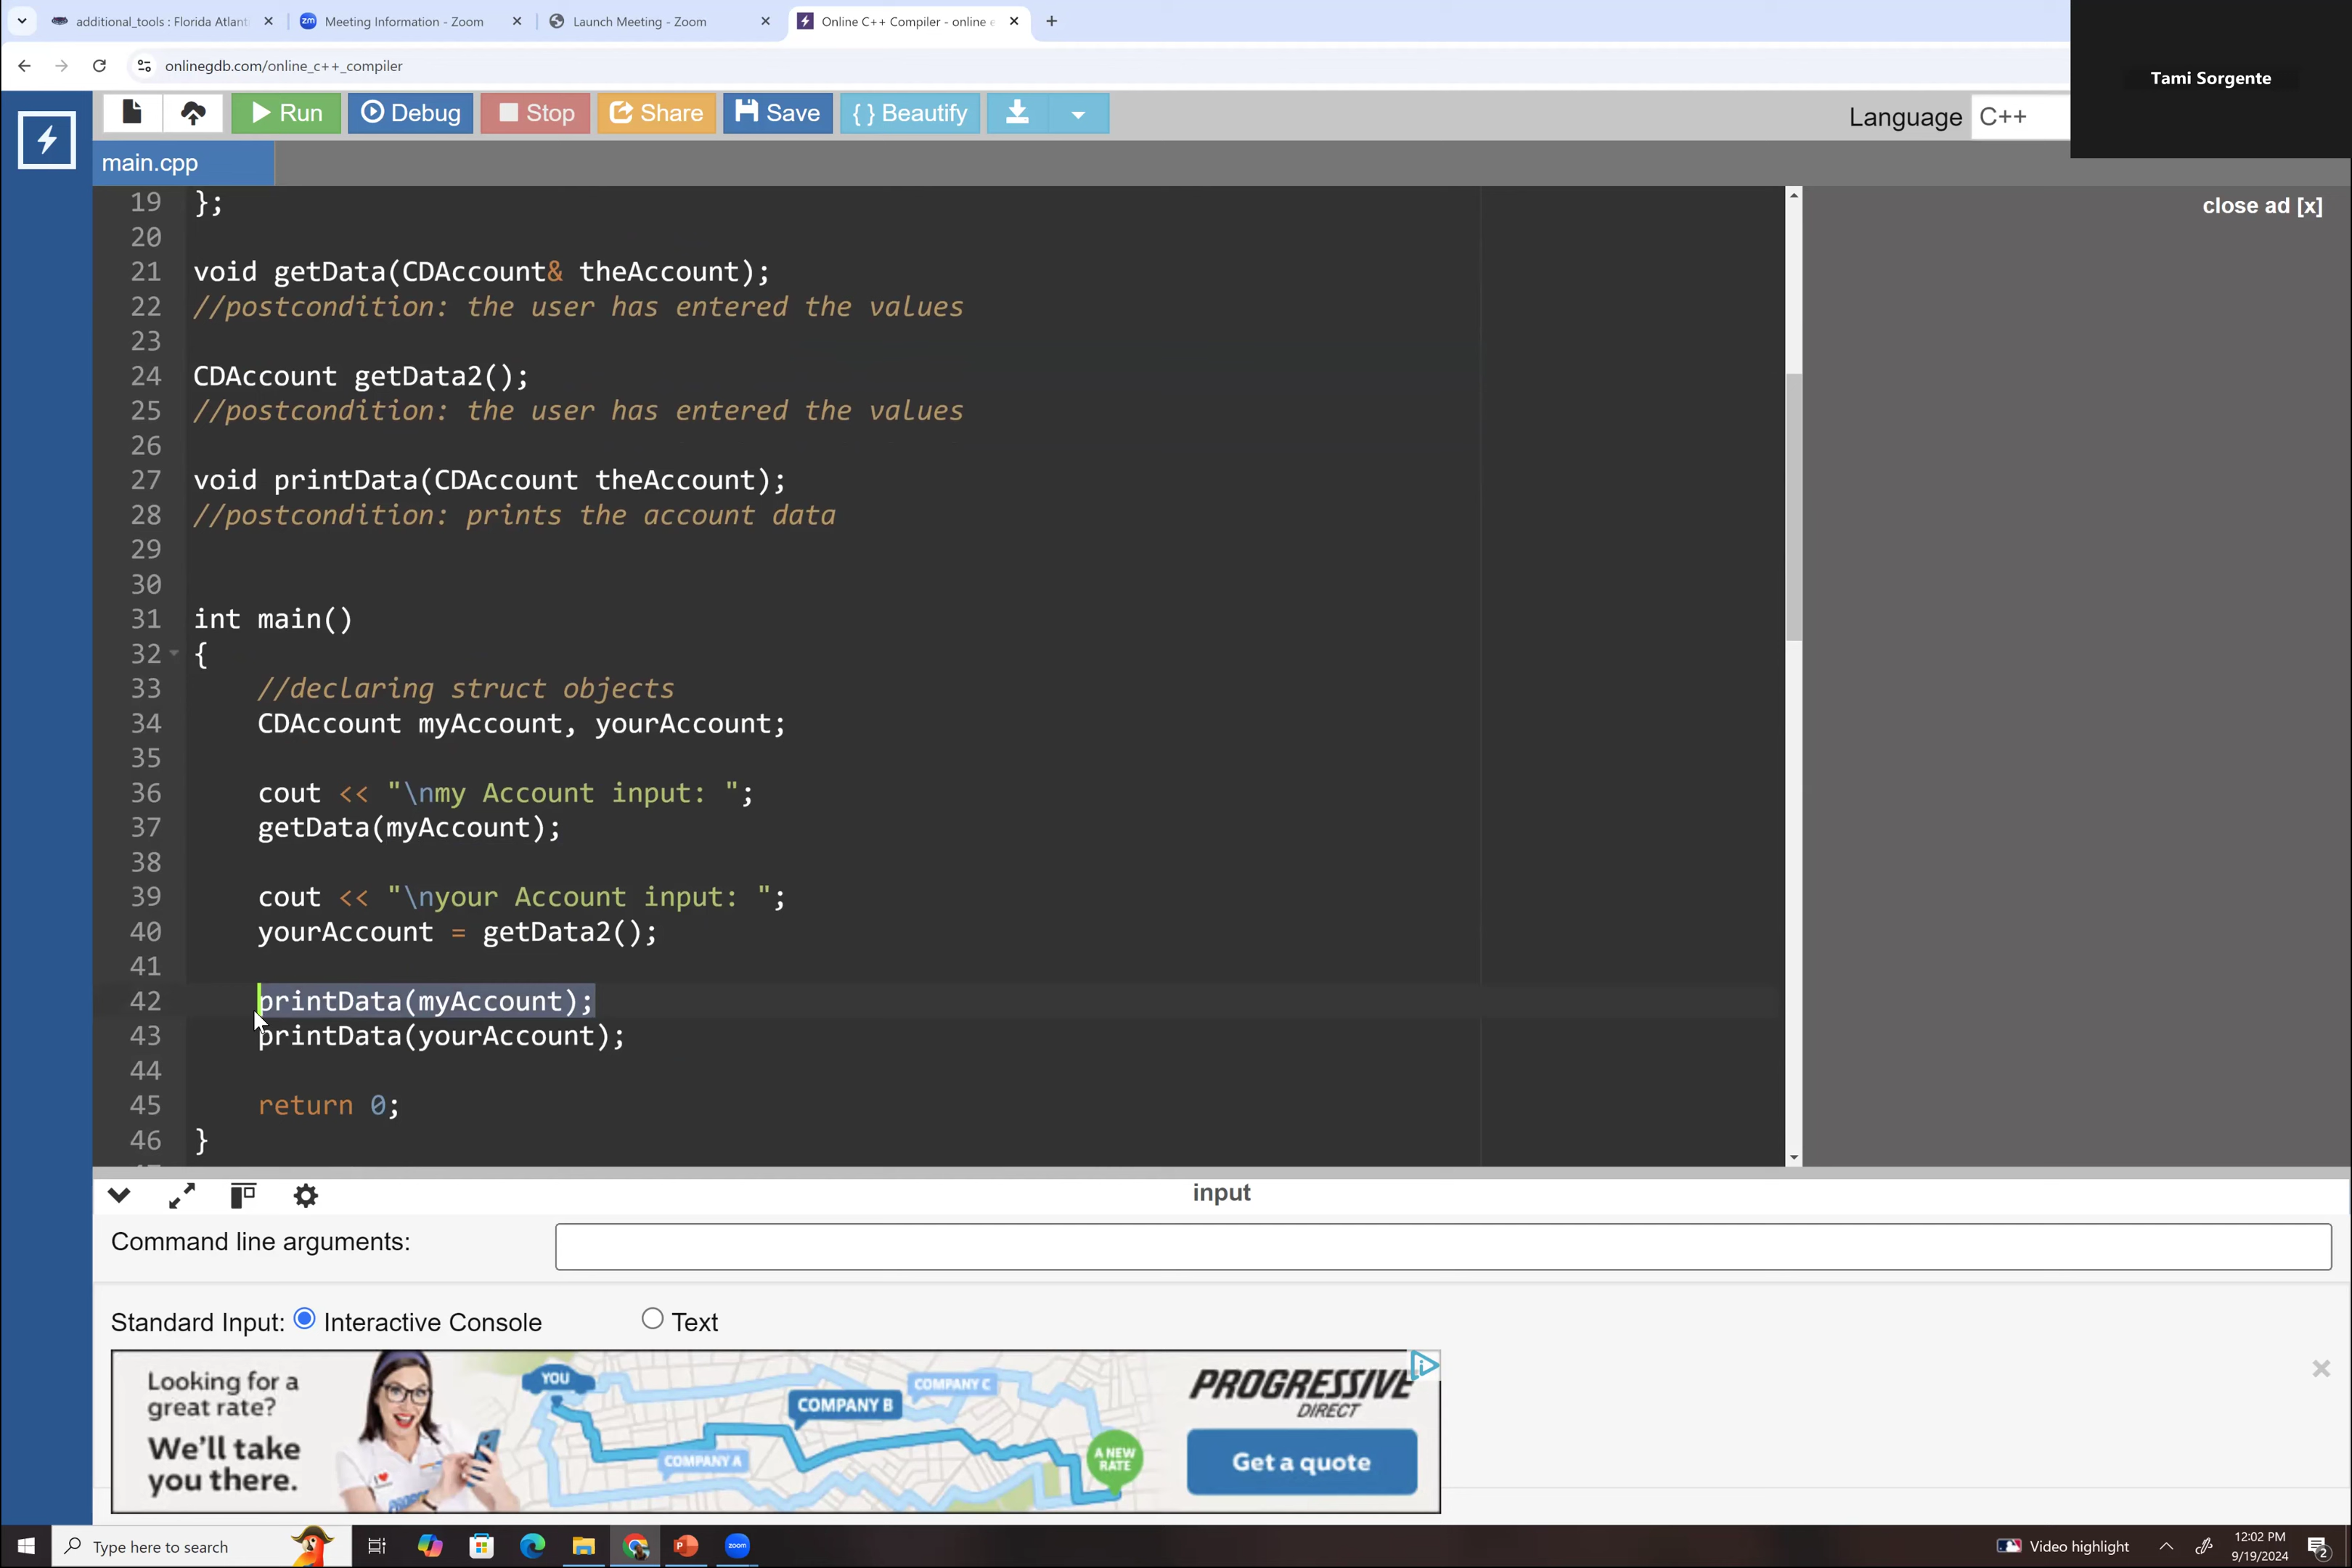 additional_tools : Florida Atlant
Meeting Information - Zoom
Launch Meeting - Zoom
Online C++ Compiler - online e
onlinegdb.com/online_c++_compiler
Tami Sorgente
Run
Debug
Stop
Share
Save
{ } Beautify
Language C++
main.cpp
close ad [x]
19 };
20
21 void getData(CDAccount& theAccount);
22 //postcondition: the user has entered the values
23
24 CDAccount getData2();
25 //postcondition: the user has entered the values
26
27 void printData(CDAccount theAccount);
28 //postcondition: prints the account data
29
30
31 int main()
32 {
33 //declaring struct objects
34 CDAccount myAccount, yourAccount;
35
36 cout << "\nmy Account input: ";
37 getData(myAccount);
38
39 cout << "\nyour Account input: ";
40 yourAccount = getData2();
41
42 printData(myAccount);
43 printData(yourAccount);
44
45 return 0;
46 }
input
Command line arguments:
Standard Input: Interactive Console Text
Looking for a
great rate?
We'll take
you there.
YOU
COMPANY C
COMPANY B
COMPANY A
A NEW
RATE
PROGRESSIVE
DIRECT
Get a quote
Type here to search
zoom
Video highlight
12:02 PM
9/19/2024
2